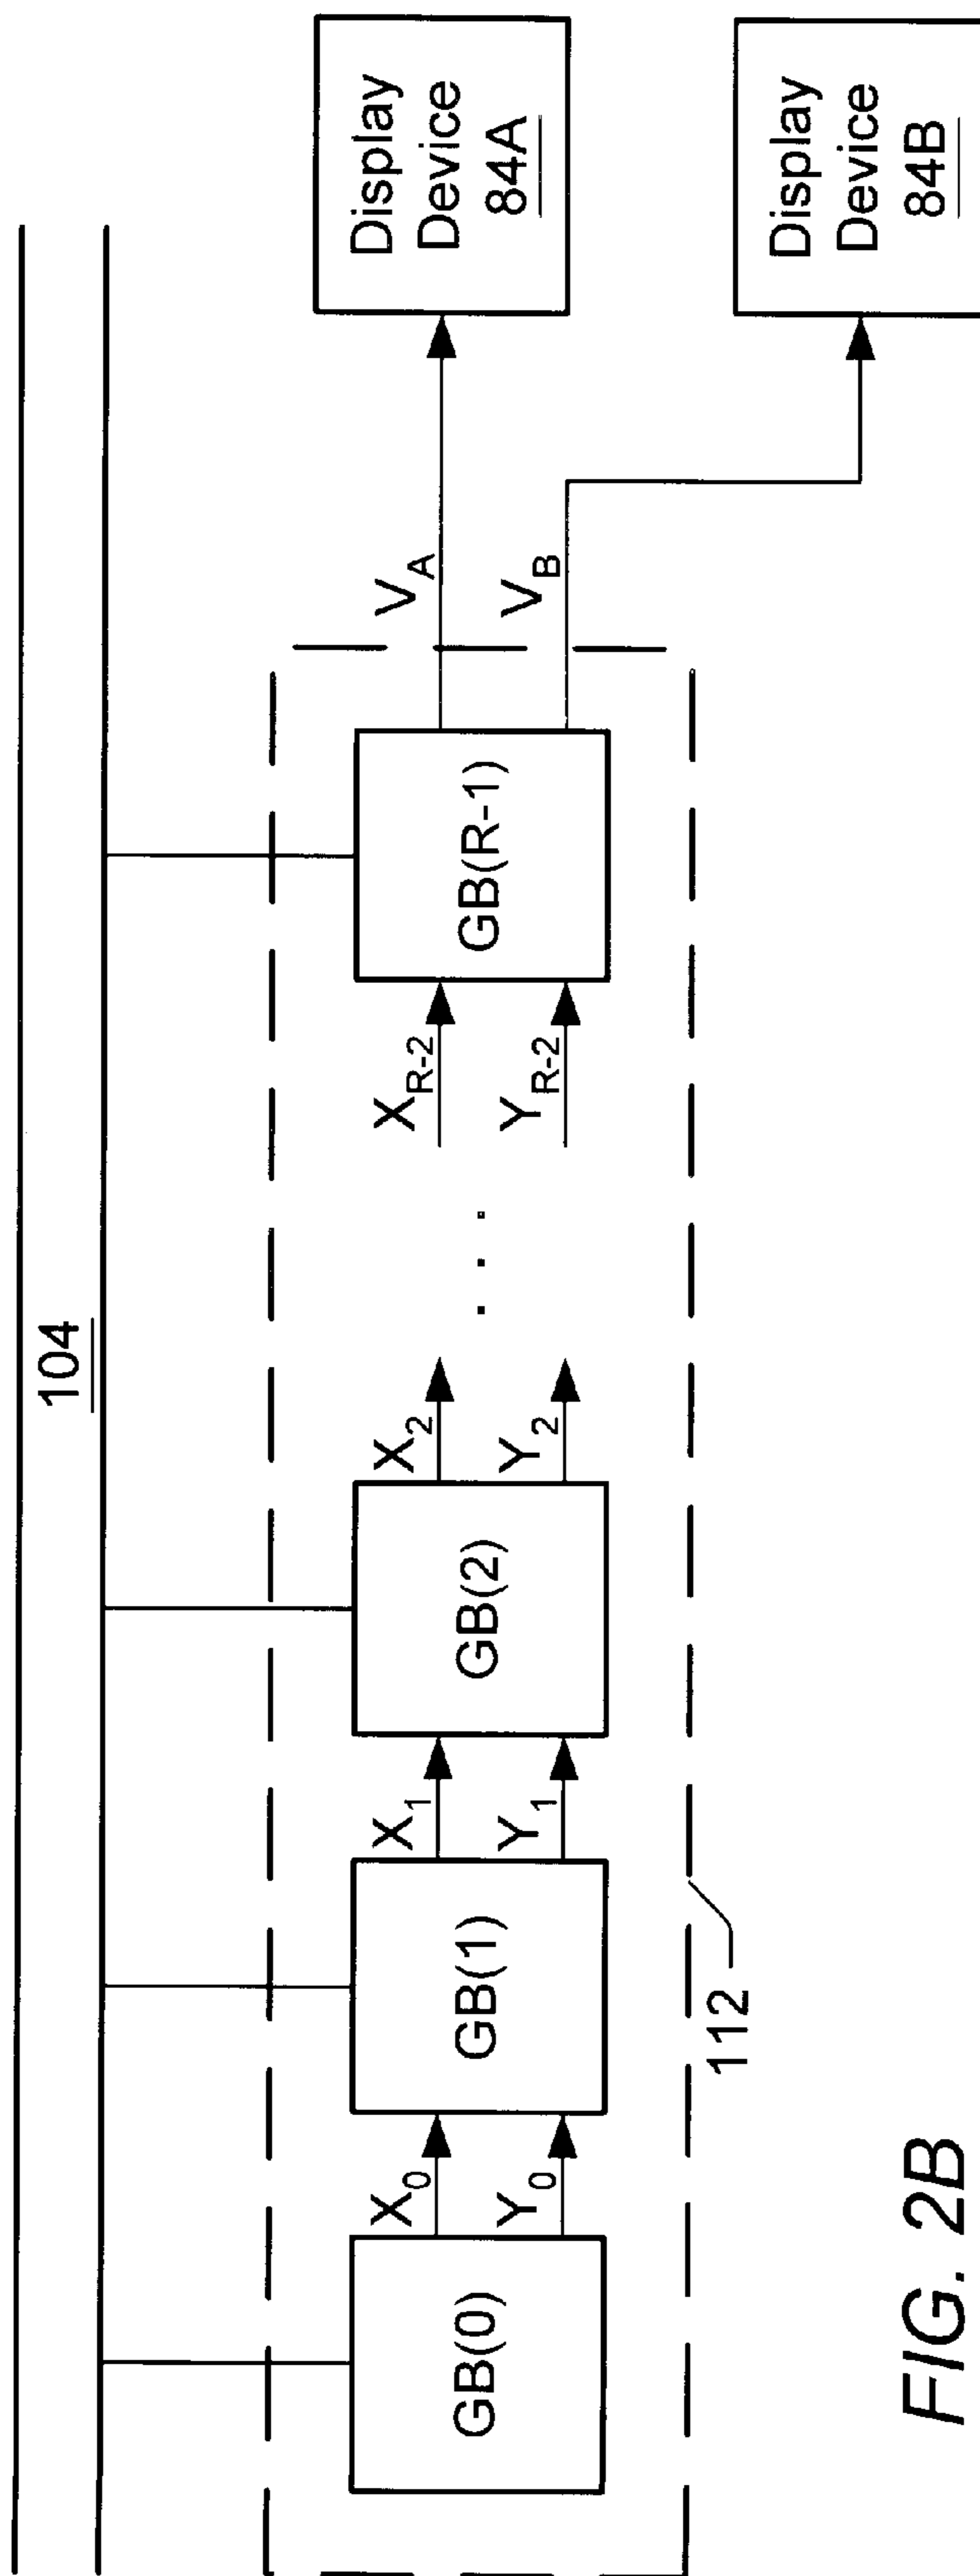 104
GB(0)
X0
Y0
GB(1)
X1
Y1
GB(2)
X2
Y2
. . .
XR-2
YR-2
GB(R-1)
VA
VB
Display
Device
84A
Display
Device
84B
112
FIG. 2B